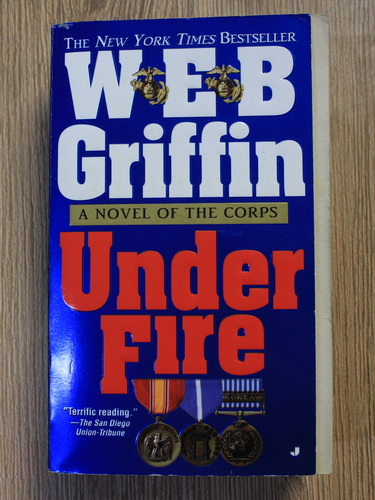 THE NEW YORK TIMES BESTSELLER
W·E·B
Griffin
A NOVEL OF THE CORPS
Under
Fire
"Terrific reading."
—The San Diego
Union-Tribune
KOREA
J